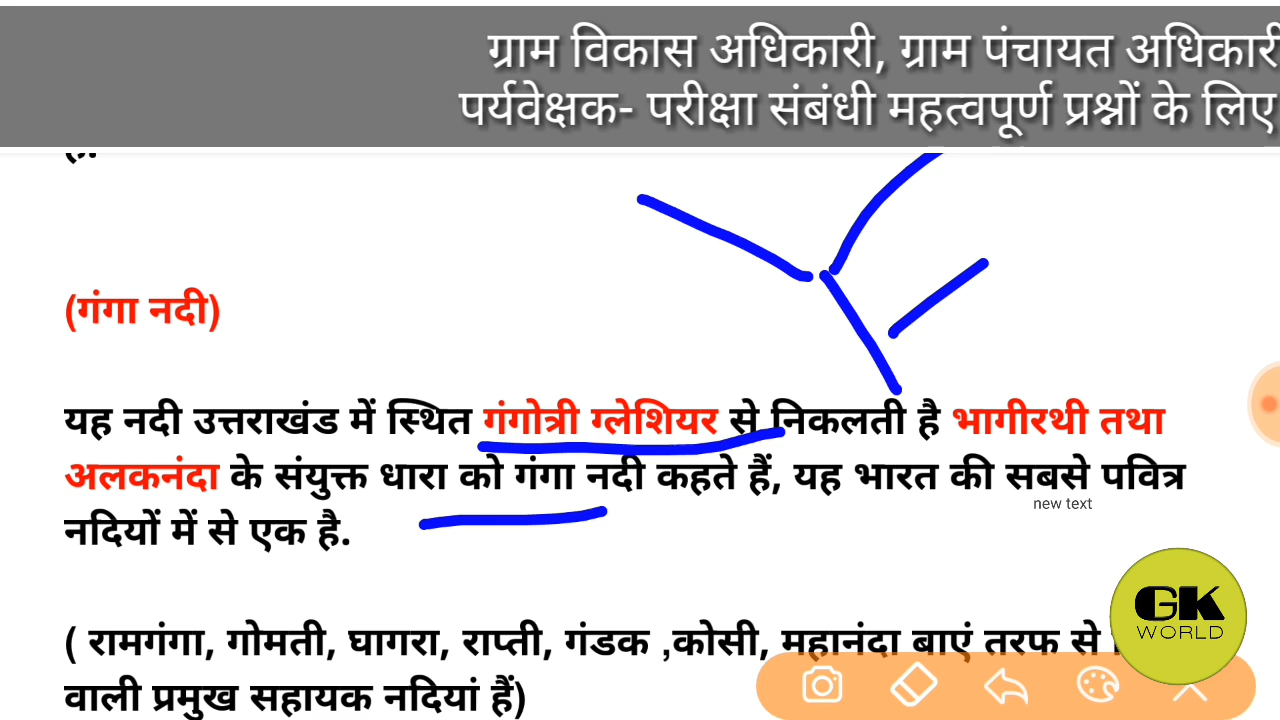 ग्राम विकास अधिकारी, ग्राम पंचायत अधिकारी
पर्यवेक्षक- परीक्षा संबंधी महत्वपूर्ण प्रश्नों के लिए
(गंगा नदी)
यह नदी उत्तराखंड में स्थित गंगोत्री ग्लेशियर से निकलती है भागीरथी तथा
अलकनंदा के संयुक्त धारा को गंगा नदी कहते हैं, यह भारत की सबसे पवित्र
new text
नदियों में से एक है.
GK
WORLD
( रामगंगा, गोमती, घागरा, राप्ती, गंडक ,कोसी, महानंदा बाएं तरफ से
वाली प्रमुख सहायक नदियां हैं)